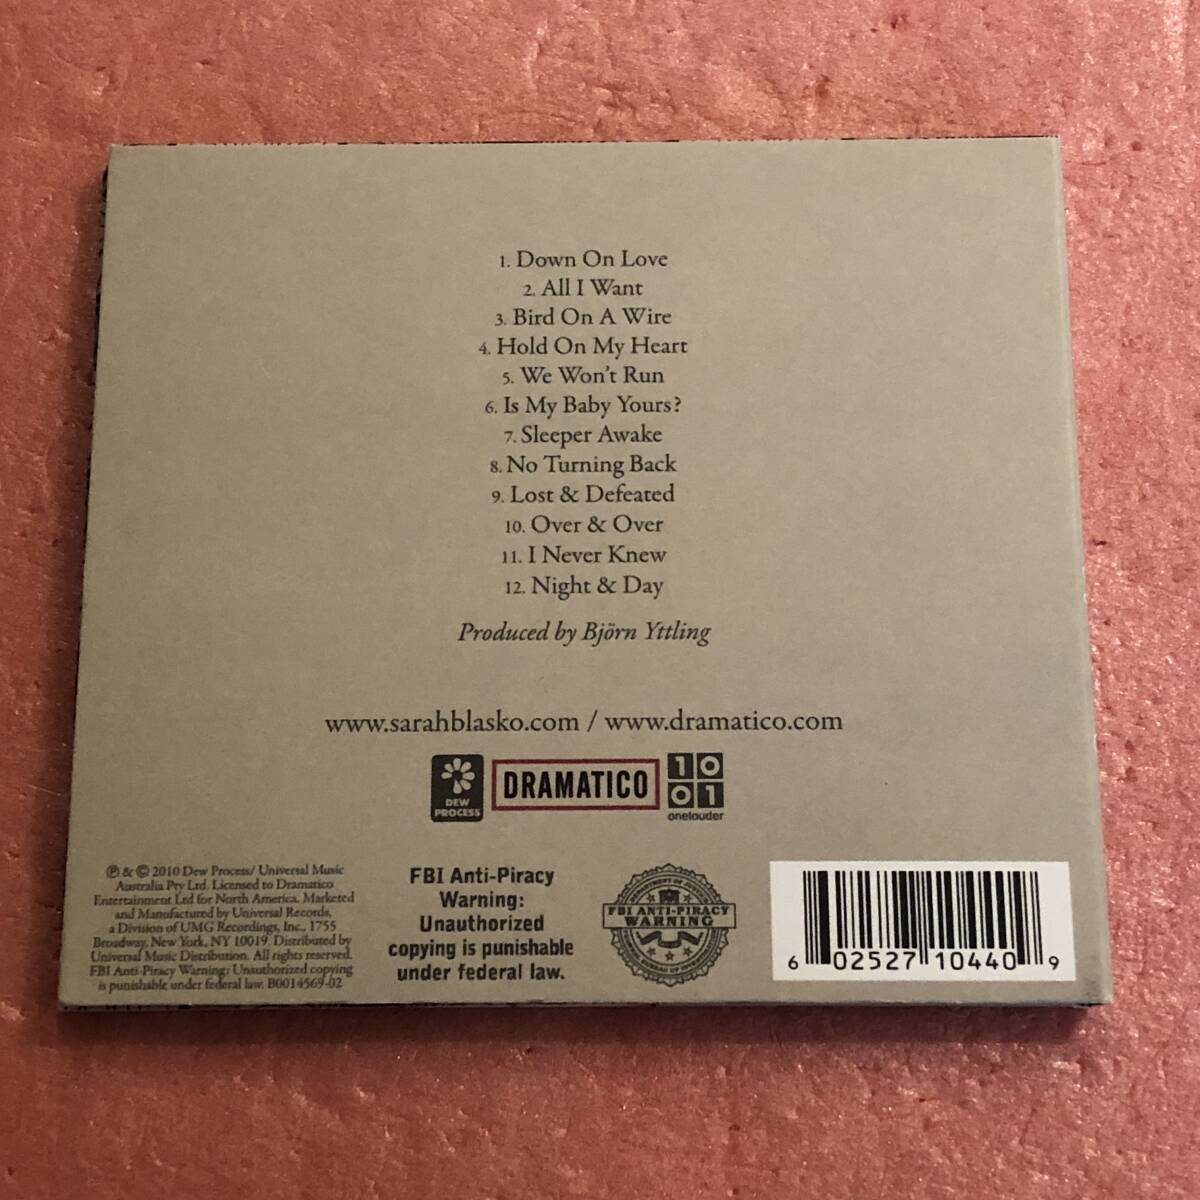 1. Down On Love
2. All I Want
3. Bird On A Wire
4. Hold On My Heart
5. We Won't Run
6. Is My Baby Yours?
7. Sleeper Awake
8. No Turning Back
9. Lost & Defeated
10. Over & Over
11. I Never Knew
12. Night & Day
Produced by Björn Yttling
www.sarahblasko.com / www.dramatico.com
DEW
PROCESS
DRAMATICO
10
01
onelouder
℗ & © 2010 Dew Process/ Universal Music
Australia Pty Ltd. Licensed to Dramatico
Entertainment Ltd for North America. Marketed
and Manufactured by Universal Records,
a Division of UMG Recordings, Inc., 1755
Broadway, New York, NY 10019. Distributed by
Universal Music Distribution. All rights reserved.
FBI Anti-Piracy Warning: Unauthorized copying
is punishable under federal law. B0014569-02
FBI Anti-Piracy
Warning:
Unauthorized
copying is punishable
under federal law.
DEPARTMENT OF JUSTICE
FBI ANTI-PIRACY
WARNING
6 02527 10440 9